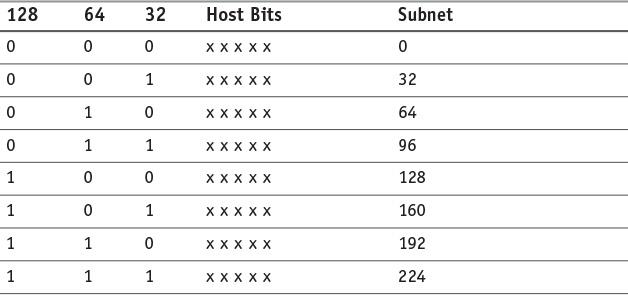 128 64 32 Host Bits Subnet
0 0 0 x x x x x 0
0 0 1 x x x x x 32
0 1 0 x x x x x 64
0 1 1 x x x x x 96
1 0 0 x x x x x 128
1 0 1 x x x x x 160
1 1 0 x x x x x 192
1 1 1 x x x x x 224